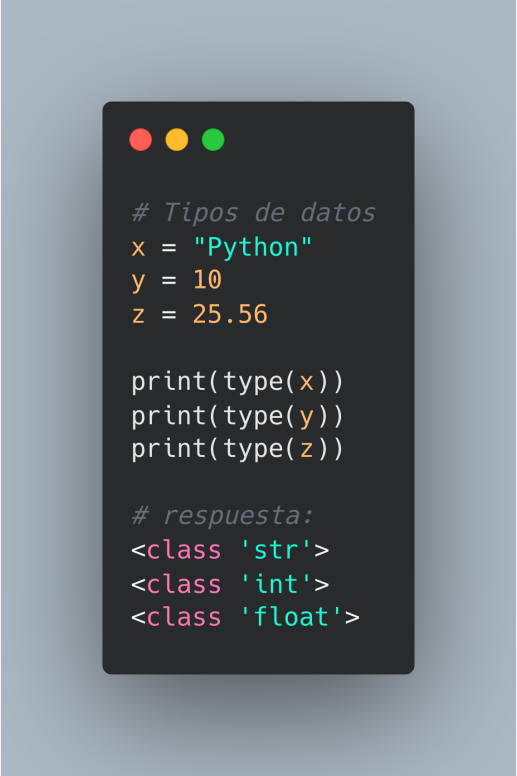 # Tipos de datos
x = "Python"
y = 10
z = 25.56
print(type(x))
print(type(y))
print(type(z))
# respuesta:
<class 'str'>
<class 'int'>
<class 'float'>